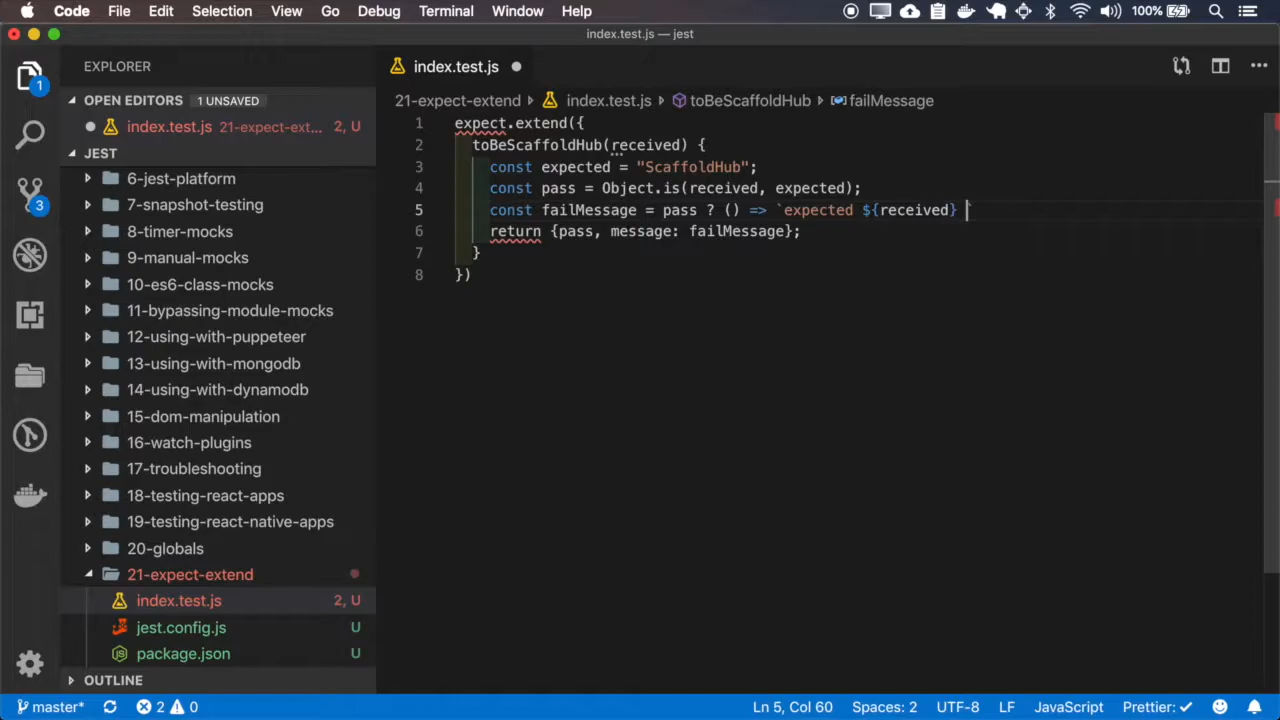 Code File Edit Selection View Go Debug Terminal Window Help 100%
index.test.js — jest
EXPLORER
index.test.js
OPEN EDITORS 1 UNSAVED
21-expect-extend index.test.js toBeScaffoldHub failMessage
index.test.js 21-expect-ext... 2, U
JEST
6-jest-platform
7-snapshot-testing
8-timer-mocks
9-manual-mocks
10-es6-class-mocks
11-bypassing-module-mocks
12-using-with-puppeteer
13-using-with-mongodb
14-using-with-dynamodb
15-dom-manipulation
16-watch-plugins
17-troubleshooting
18-testing-react-apps
19-testing-react-native-apps
20-globals
21-expect-extend
index.test.js 2, U
jest.config.js U
package.json U
OUTLINE
1
3
1 expect.extend({
2 toBeScaffoldHub(received) {
3 const expected = "ScaffoldHub";
4 const pass = Object.is(received, expected);
5 const failMessage = pass ? () => `expected ${received} `
6 return {pass, message: failMessage};
7 }
8 })
master* 2 0 Ln 5, Col 60 Spaces: 2 UTF-8 LF JavaScript Prettier: ✓